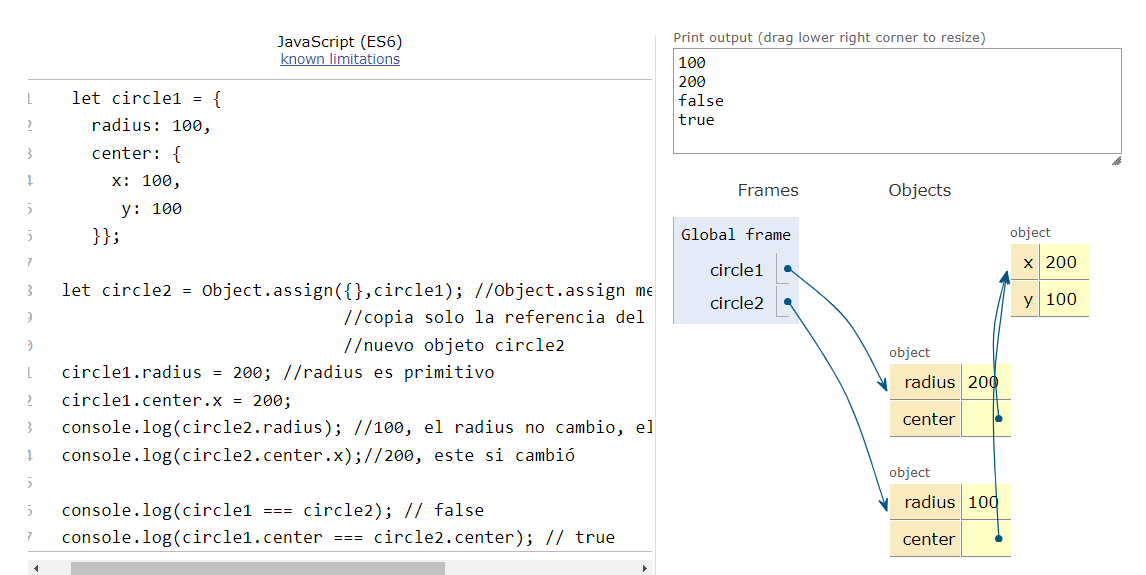 JavaScript (ES6)
known limitations
let circle1 = {
radius: 100,
center: {
x: 100,
y: 100
}};
let circle2 = Object.assign({},circle1); //Object.assign me
//copia solo la referencia del
//nuevo objeto circle2
circle1.radius = 200; //radius es primitivo
circle1.center.x = 200;
console.log(circle2.radius); //100, el radius no cambio, el
console.log(circle2.center.x);//200, este si cambió
console.log(circle1 === circle2); // false
console.log(circle1.center === circle2.center); // true
Print output (drag lower right corner to resize)
100
200
false
true
Frames
Objects
Global frame
circle1
circle2
object
x 200
y 100
object
radius 200
center
object
radius 100
center